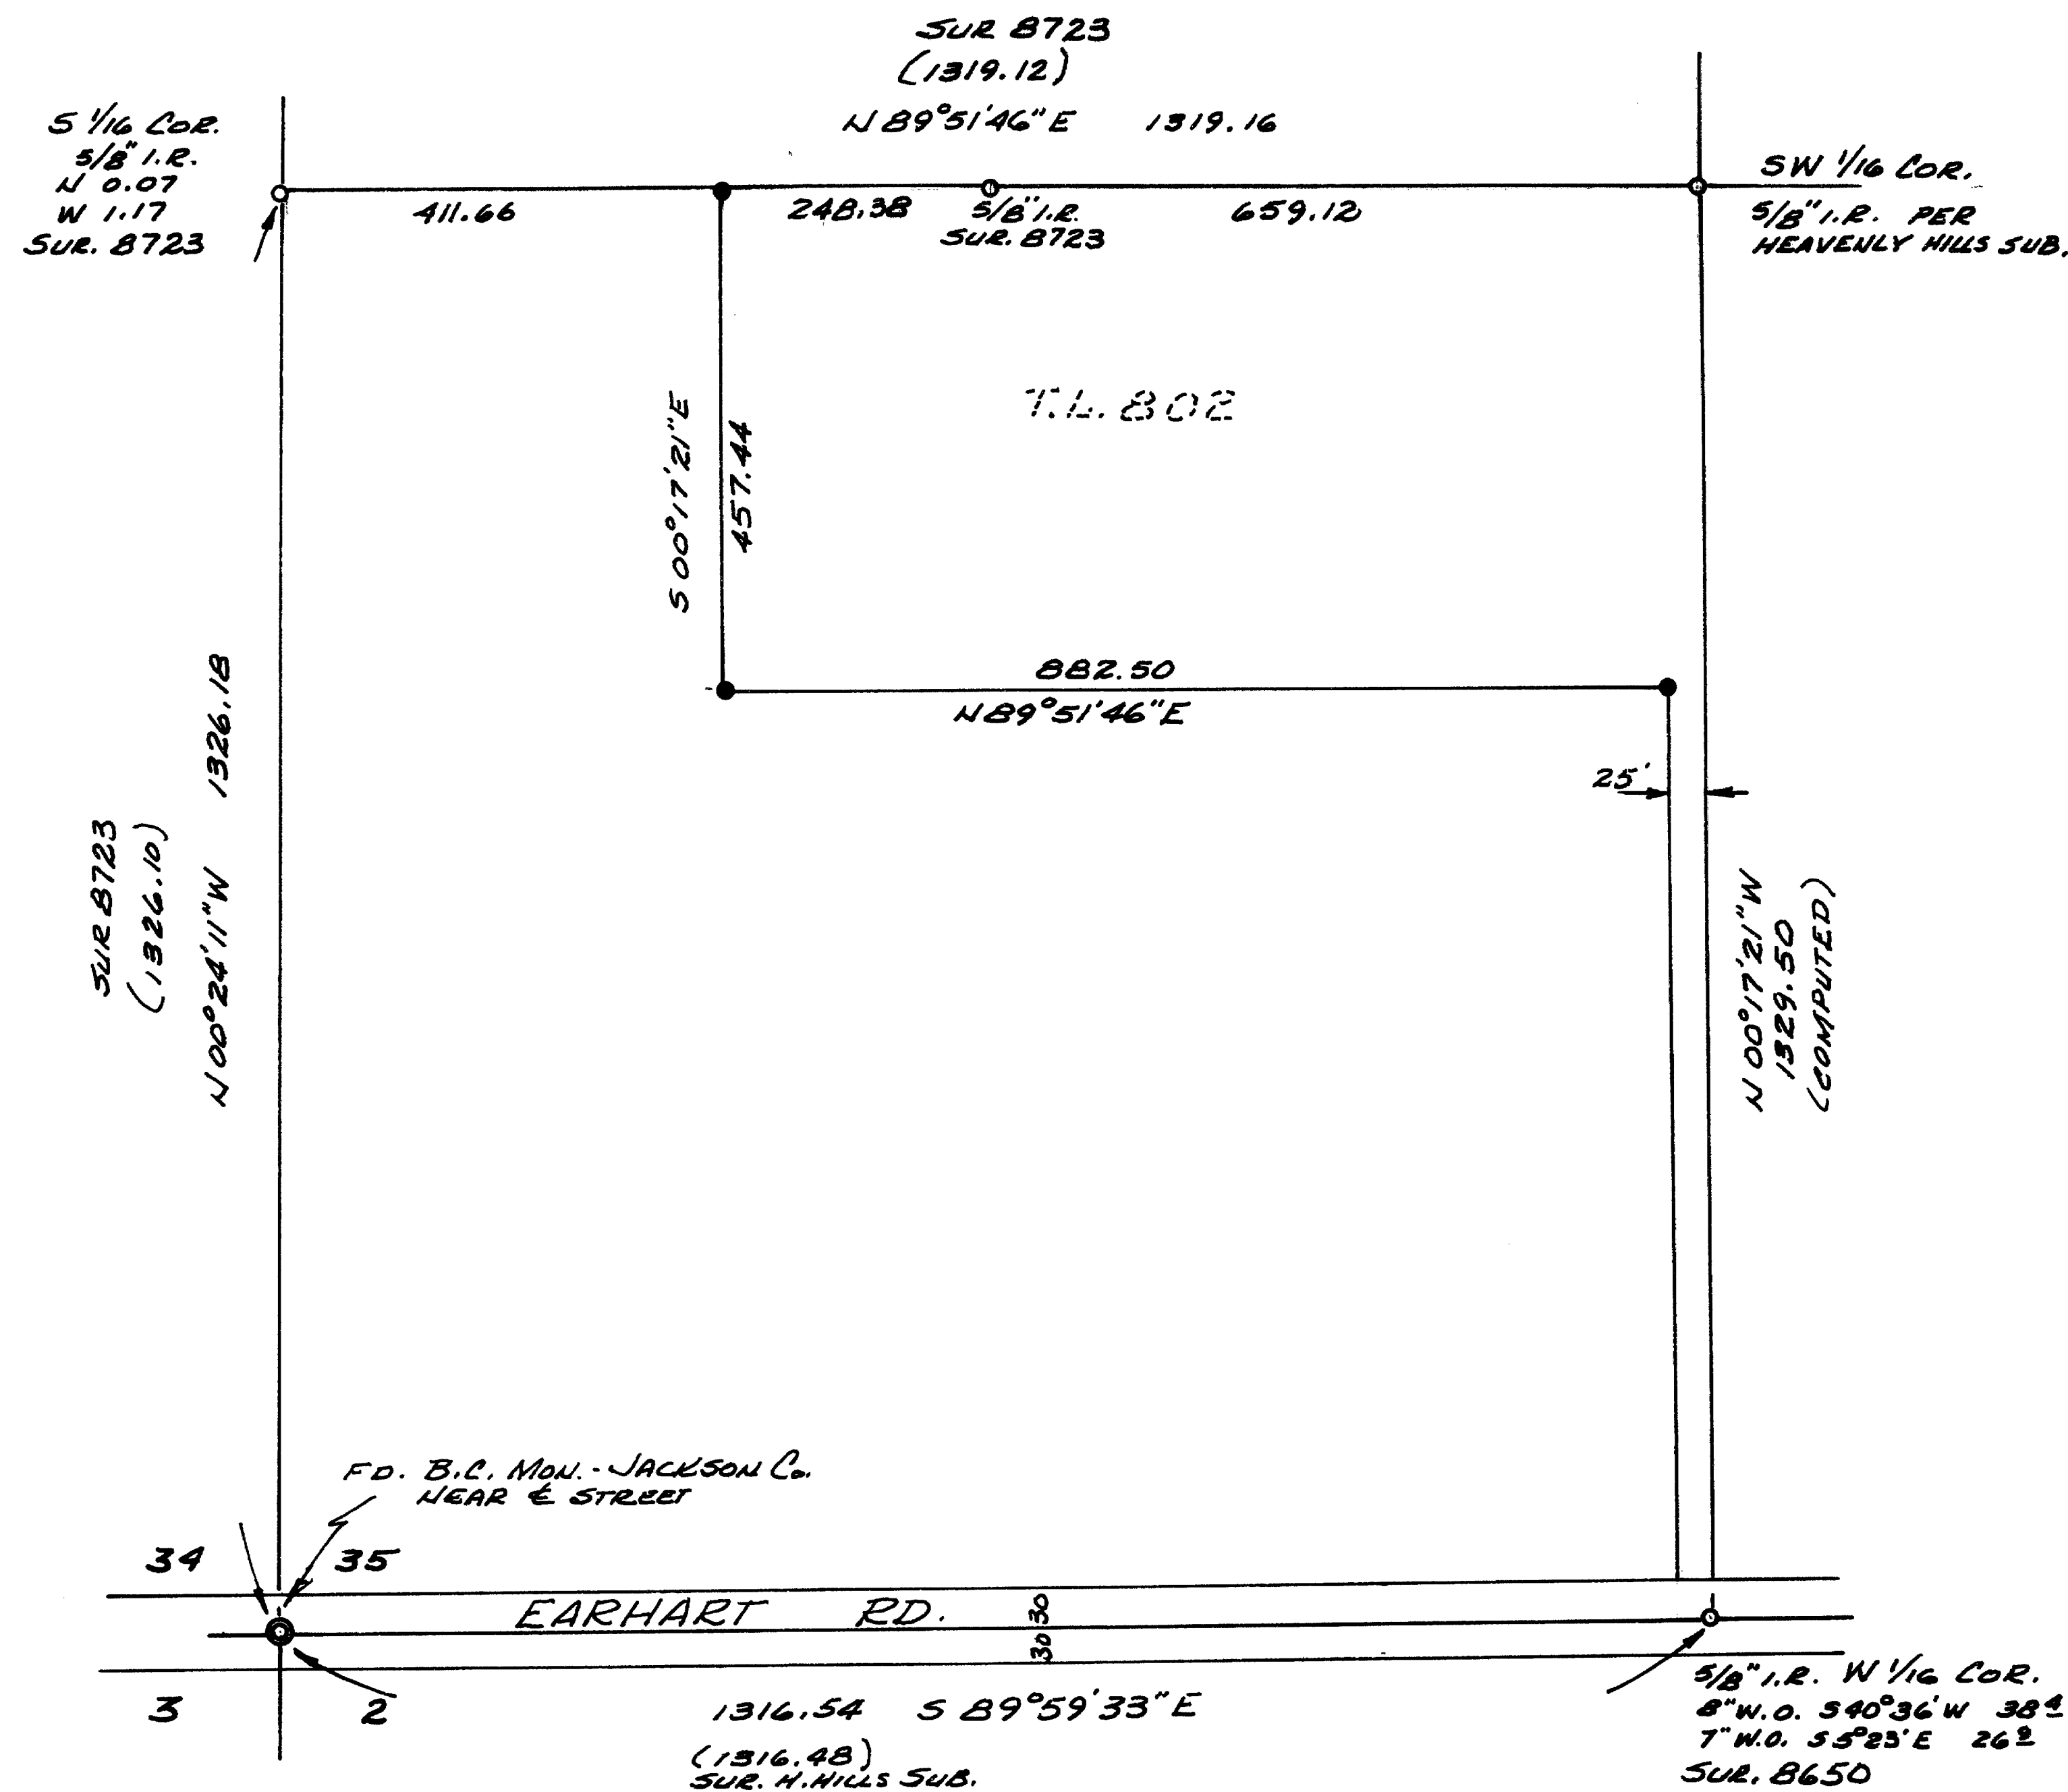 SUR 8723
(1319.12)
N 89°51'46" E 1319.16
S 1/16 COR.
5/8" I.R.
N 0.07
W 1.17
SUR. 8723
411.66
248.38
5/8" I.R.
SUR. 8723
659.12
SW 1/16 COR.
5/8" I.R. PER
HEAVENLY HILLS SUB.
T.L. 802
S 00°17'21" E
457.44
882.50
N 89°51'46" E
25'
SUR 8723
(1326.10)
N 00°24'11" W 1326.18
N 00°17'21" W
1329.50
(COMPUTED)
FD. B.C. MON. - JACKSON Co.
NEAR ℄ STREET
34
35
EARHART RD.
30
30
3
2
1316.54 S 89°59'33" E
(1316.48)
SUR. H. HILLS SUB.
5/8" I.R. W 1/16 COR.
8" W.O. S 40°36' W 38⁴
7" W.O. S 5°23' E 26⁹
SUR. 8650